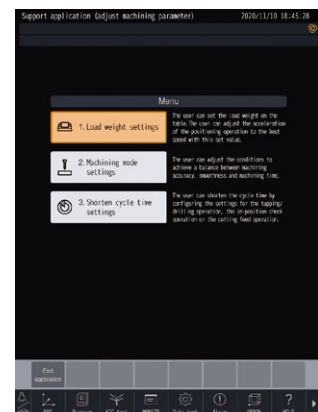 Support application (adjust machining parameter) 2020/11/10 18:45:28
Menu
1. Load weight settings
The user can set the load weight on the
table. The user can adjust the acceleration
of the positioning operation to the best
speed with this set value.
2. Machining mode
settings
The user can adjust the conditions to
achieve a balance between machining
accuracy, smoothness and machining time.
3. Shorten cycle time
settings
The user can shorten the cycle time by
configuring the settings for the tapping/
drilling operation, the in-position check
operation or the cutting feed operation.
End
application
MONITOR
HELP